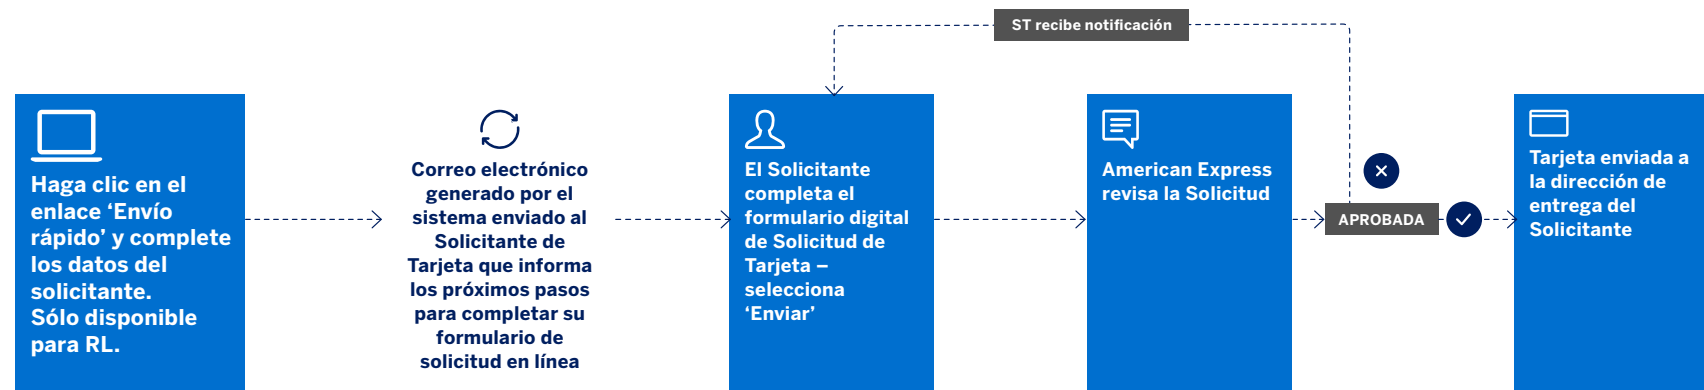 ST recibe notificación
Haga clic en el
enlace ‘Envío
rápido’ y complete
los datos del
solicitante.
Sólo disponible
para RL.
Correo electrónico
generado por el
sistema enviado al
Solicitante de
Tarjeta que informa
los próximos pasos
para completar su
formulario de
solicitud en línea
El Solicitante
completa el
formulario digital
de Solicitud de
Tarjeta –
selecciona
‘Enviar’
American Express
revisa la Solicitud
APROBADA
Tarjeta enviada a
la dirección de
entrega del
Solicitante